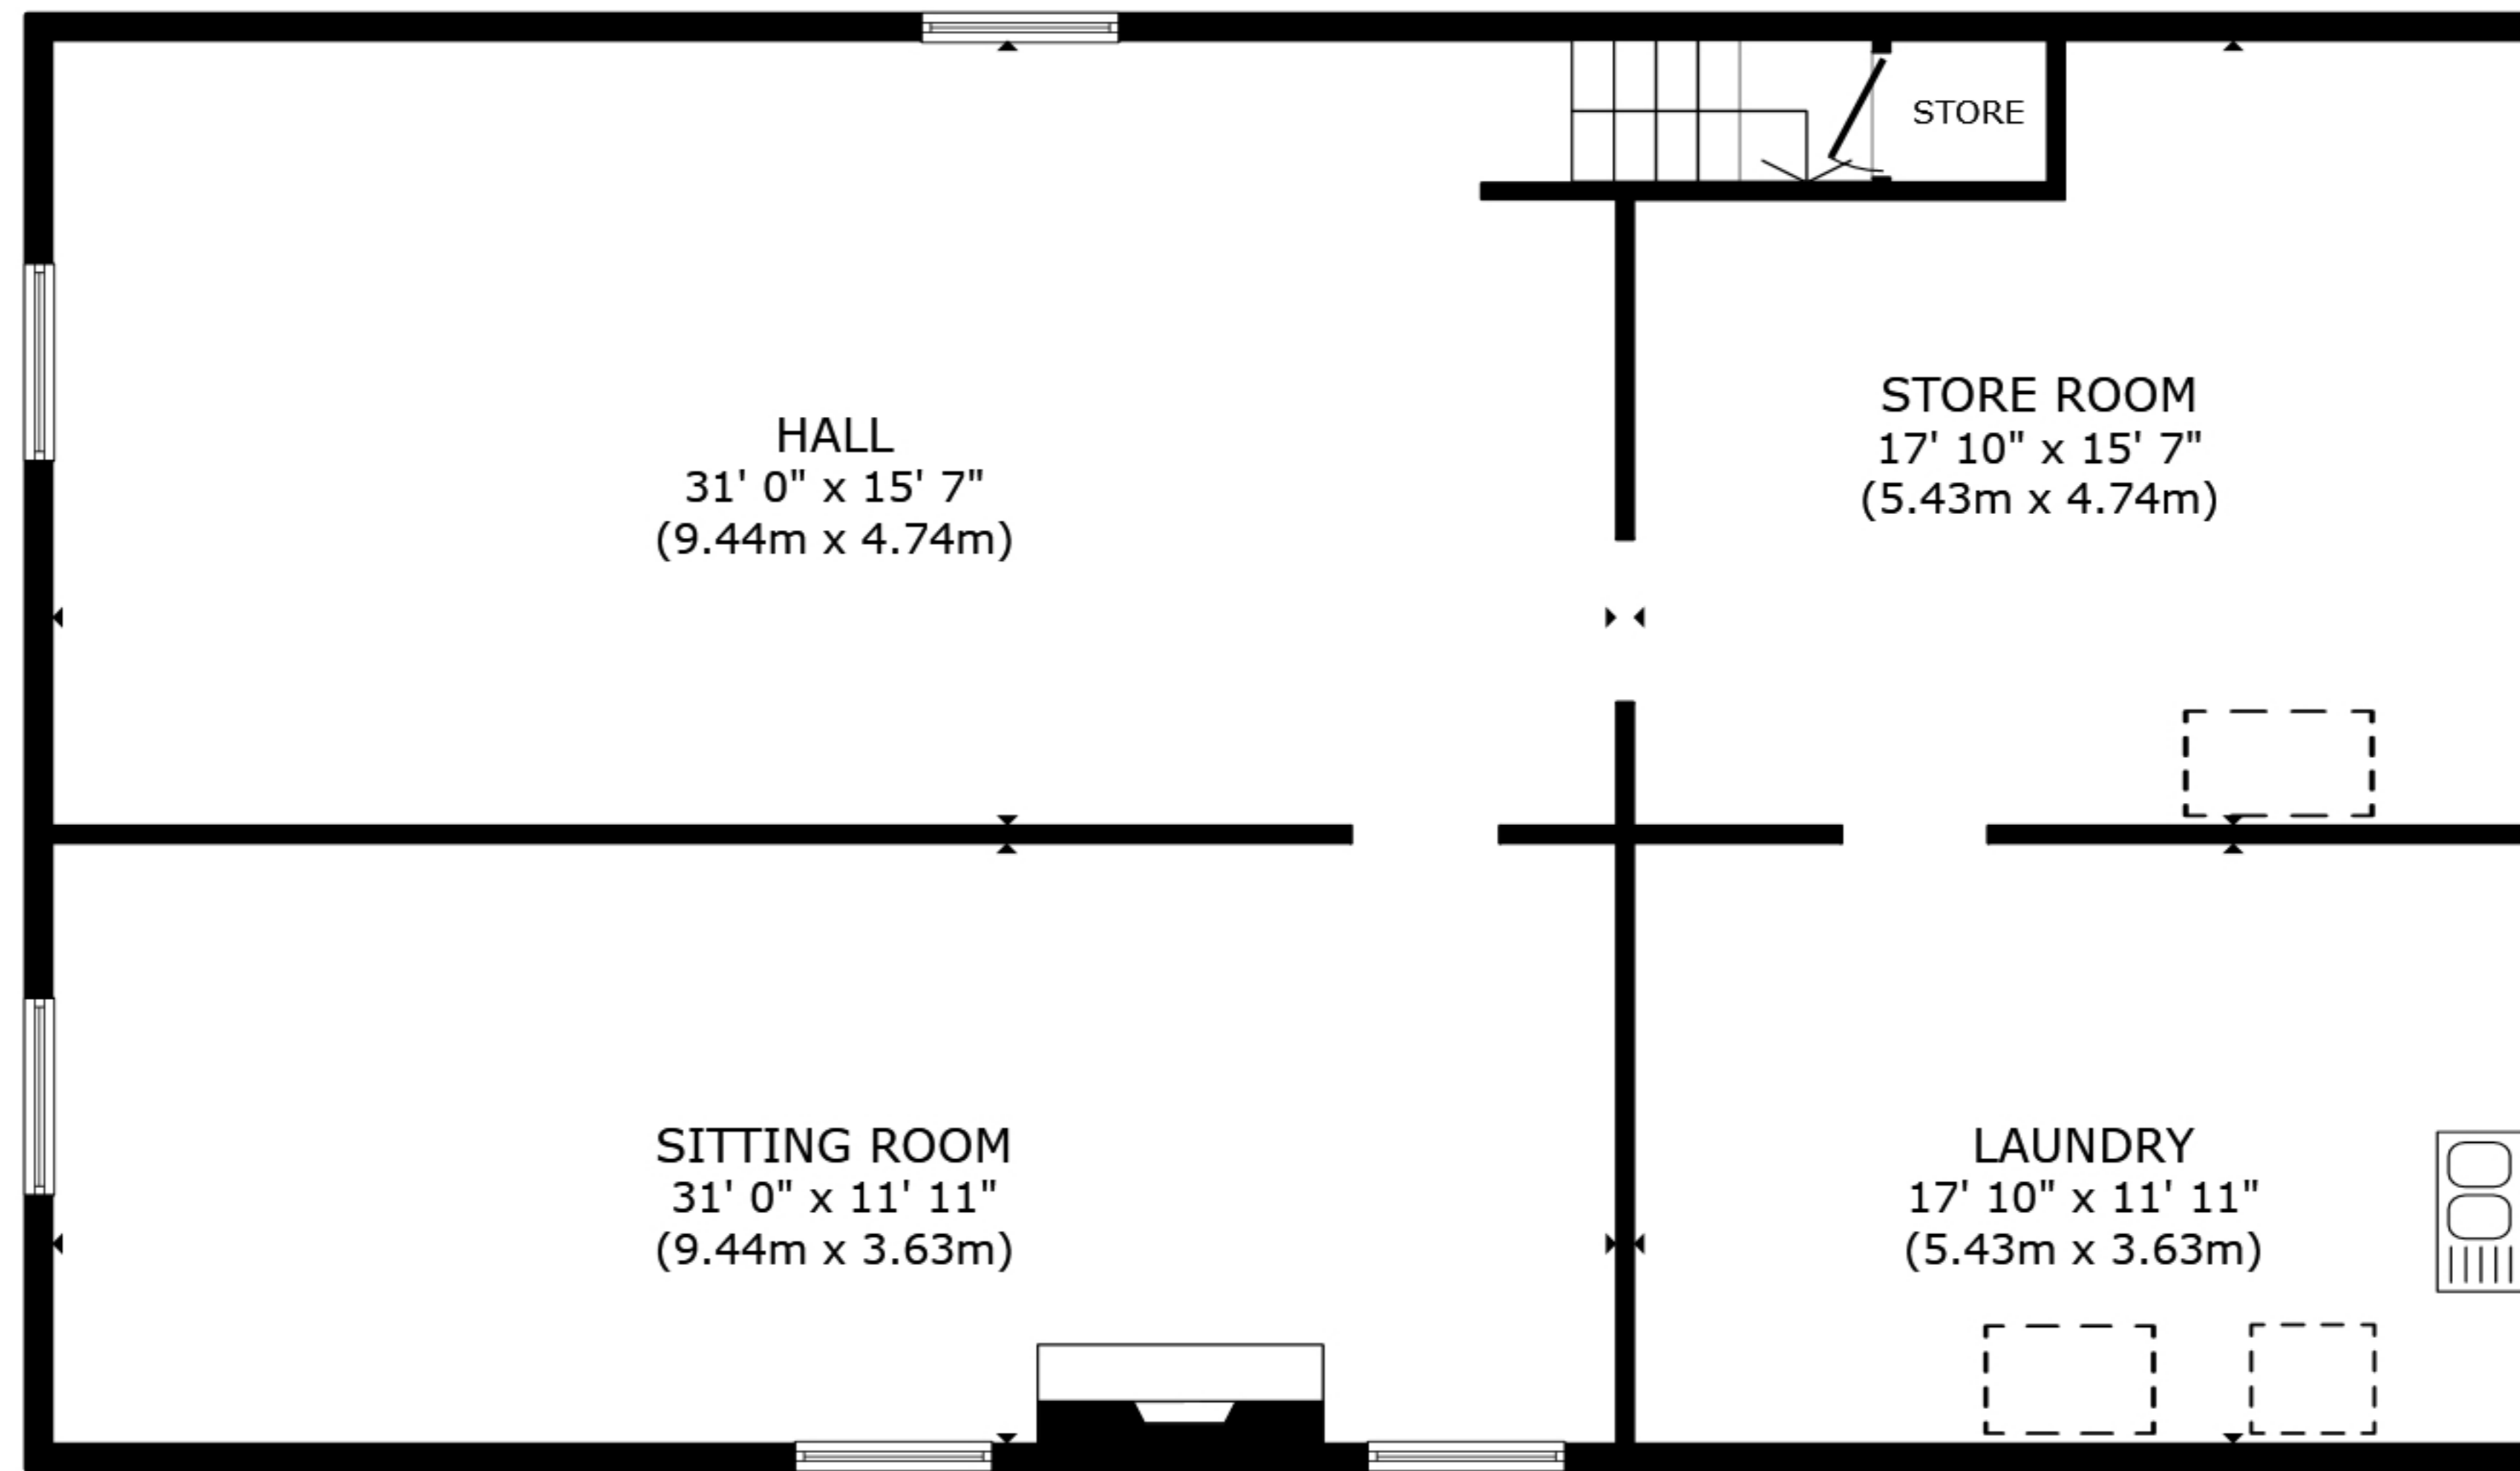 STORE
HALL
31' 0" x 15' 7"
(9.44m x 4.74m)
STORE ROOM
17' 10" x 15' 7"
(5.43m x 4.74m)
SITTING ROOM
31' 0" x 11' 11"
(9.44m x 3.63m)
LAUNDRY
17' 10" x 11' 11"
(5.43m x 3.63m)